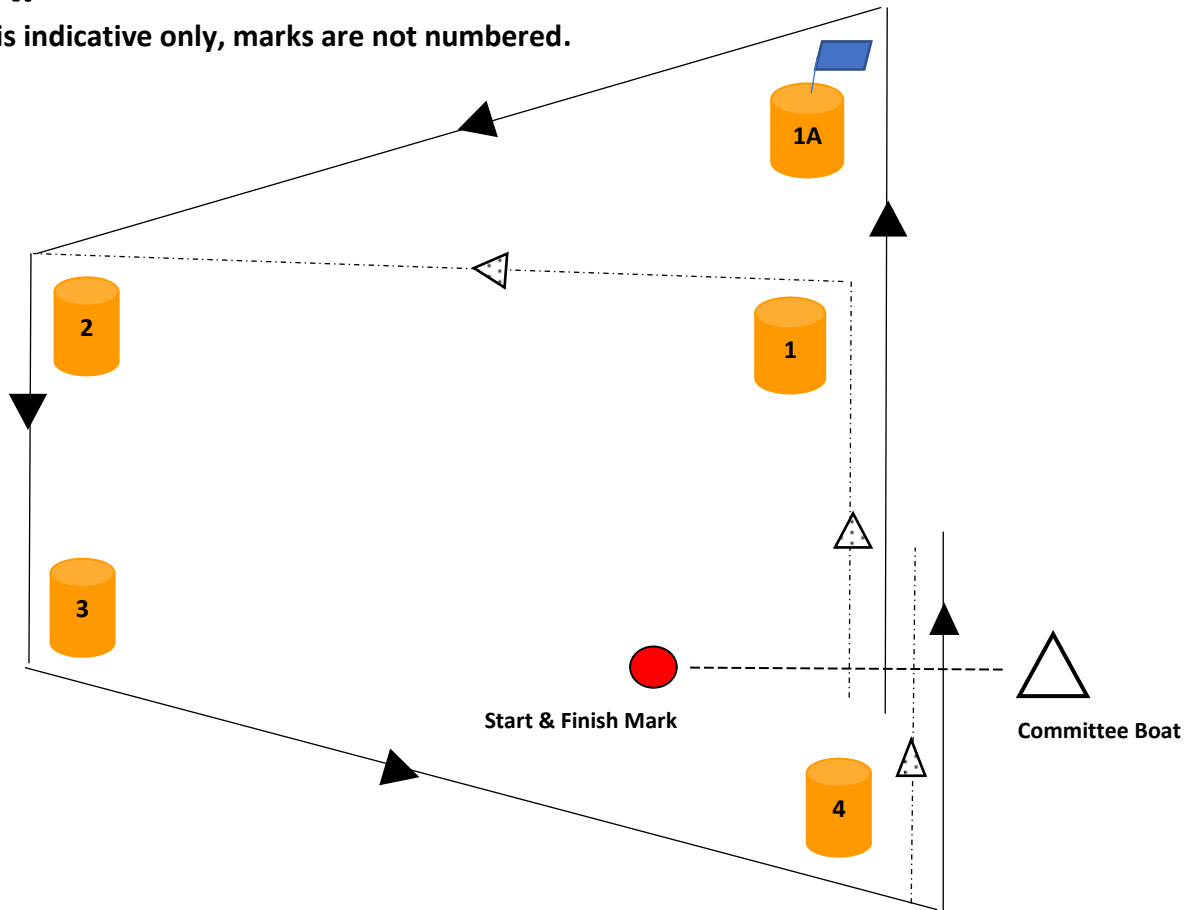 is indicative only, marks are not numbered.
1A
2
1
3
Start & Finish Mark
Committee Boat
4